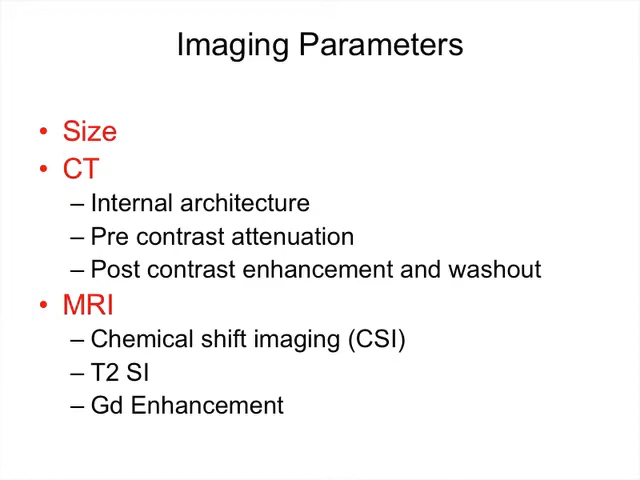 Imaging Parameters
• Size
• CT
– Internal architecture
– Pre contrast attenuation
– Post contrast enhancement and washout
• MRI
– Chemical shift imaging (CSI)
– T2 SI
– Gd Enhancement